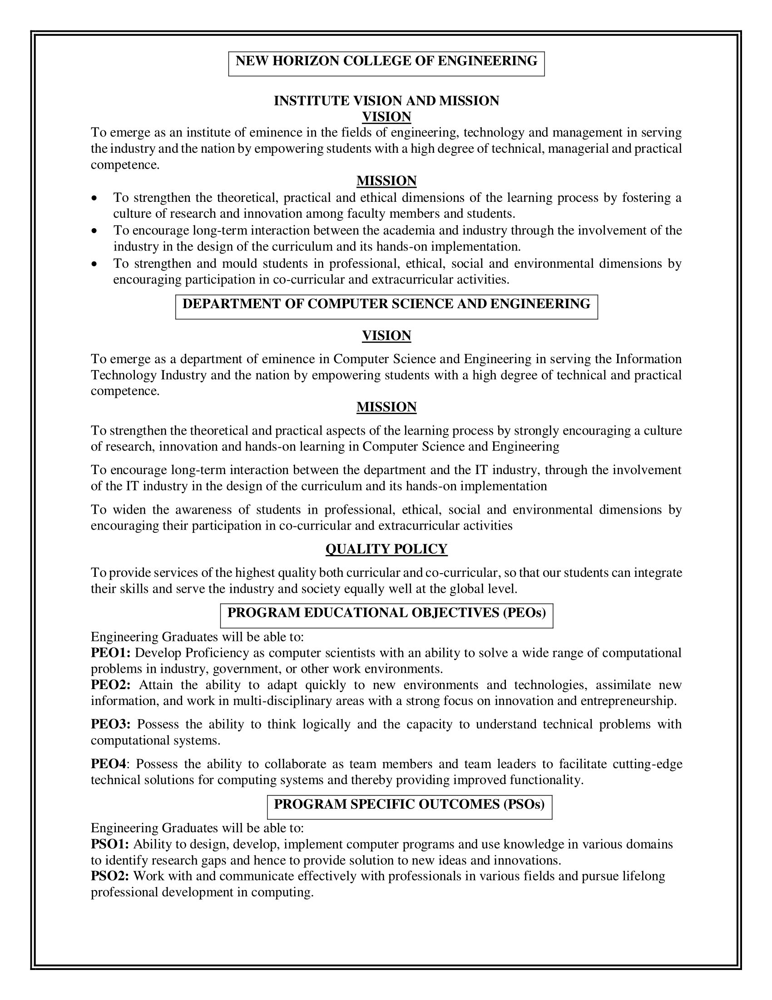 NEW HORIZON COLLEGE OF ENGINEERING
INSTITUTE VISION AND MISSION
VISION
To emerge as an institute of eminence in the fields of engineering, technology and management in serving
the industry and the nation by empowering students with a high degree of technical, managerial and practical
competence.
MISSION
• To strengthen the theoretical, practical and ethical dimensions of the learning process by fostering a
culture of research and innovation among faculty members and students.
• To encourage long-term interaction between the academia and industry through the involvement of the
industry in the design of the curriculum and its hands-on implementation.
• To strengthen and mould students in professional, ethical, social and environmental dimensions by
encouraging participation in co-curricular and extracurricular activities.
DEPARTMENT OF COMPUTER SCIENCE AND ENGINEERING
VISION
To emerge as a department of eminence in Computer Science and Engineering in serving the Information
Technology Industry and the nation by empowering students with a high degree of technical and practical
competence.
MISSION
To strengthen the theoretical and practical aspects of the learning process by strongly encouraging a culture
of research, innovation and hands-on learning in Computer Science and Engineering
To encourage long-term interaction between the department and the IT industry, through the involvement
of the IT industry in the design of the curriculum and its hands-on implementation
To widen the awareness of students in professional, ethical, social and environmental dimensions by
encouraging their participation in co-curricular and extracurricular activities
QUALITY POLICY
To provide services of the highest quality both curricular and co-curricular, so that our students can integrate
their skills and serve the industry and society equally well at the global level.
PROGRAM EDUCATIONAL OBJECTIVES (PEOs)
Engineering Graduates will be able to:
PEO1: Develop Proficiency as computer scientists with an ability to solve a wide range of computational
problems in industry, government, or other work environments.
PEO2: Attain the ability to adapt quickly to new environments and technologies, assimilate new
information, and work in multi-disciplinary areas with a strong focus on innovation and entrepreneurship.
PEO3: Possess the ability to think logically and the capacity to understand technical problems with
computational systems.
PEO4: Possess the ability to collaborate as team members and team leaders to facilitate cutting-edge
technical solutions for computing systems and thereby providing improved functionality.
PROGRAM SPECIFIC OUTCOMES (PSOs)
Engineering Graduates will be able to:
PSO1: Ability to design, develop, implement computer programs and use knowledge in various domains
to identify research gaps and hence to provide solution to new ideas and innovations.
PSO2: Work with and communicate effectively with professionals in various fields and pursue lifelong
professional development in computing.